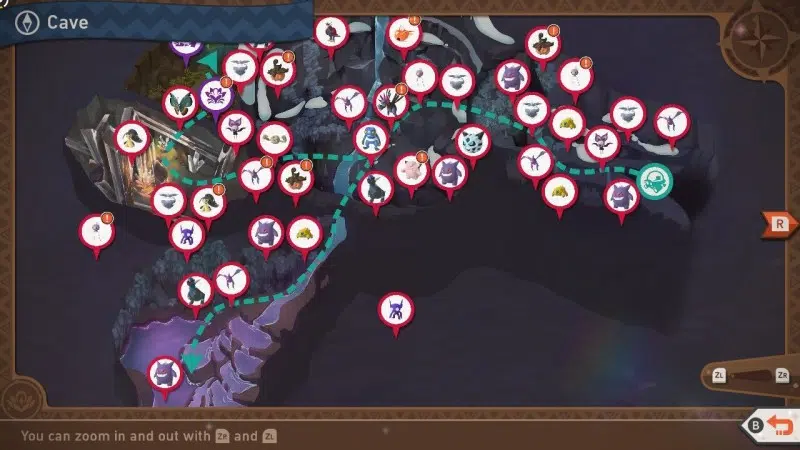 Cave
R
ZL ZR
You can zoom in and out with ZR and ZL
B